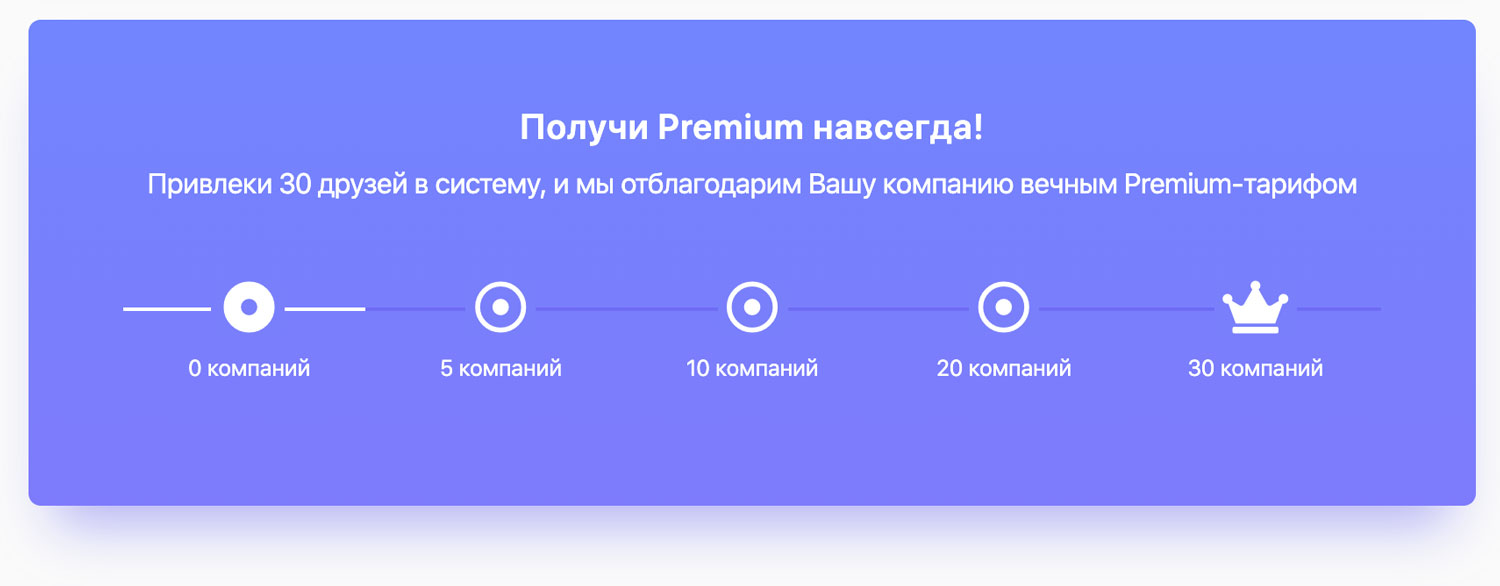 Получи Premium навсегда!
Привлеки 30 друзей в систему, и мы отблагодарим Вашу компанию вечным Premium-тарифом
0 компаний
5 компаний
10 компаний
20 компаний
30 компаний